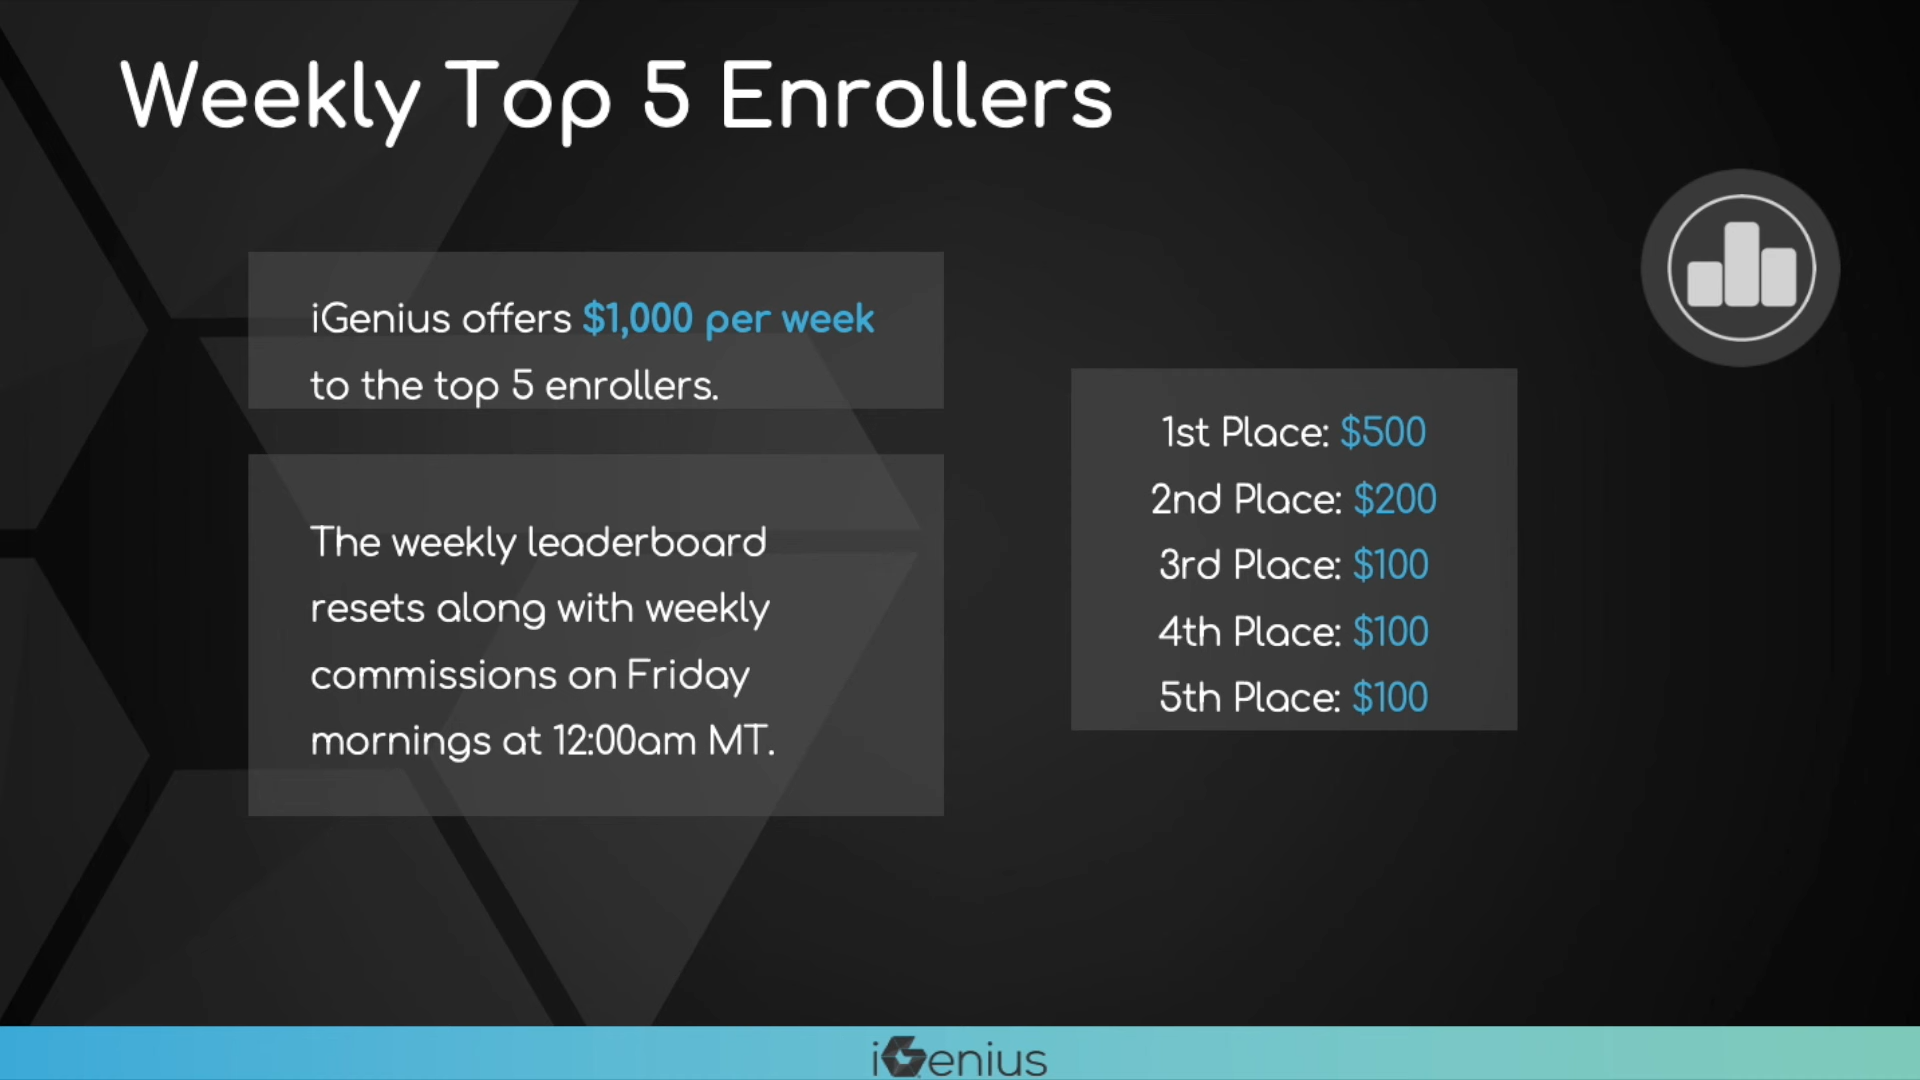 Weekly Top 5 Enrollers
iGenius offers $1,000 per week
to the top 5 enrollers.
The weekly leaderboard
resets along with weekly
commissions on Friday
mornings at 12:00am MT.
1st Place: $500
2nd Place: $200
3rd Place: $100
4th Place: $100
5th Place: $100
iGenius